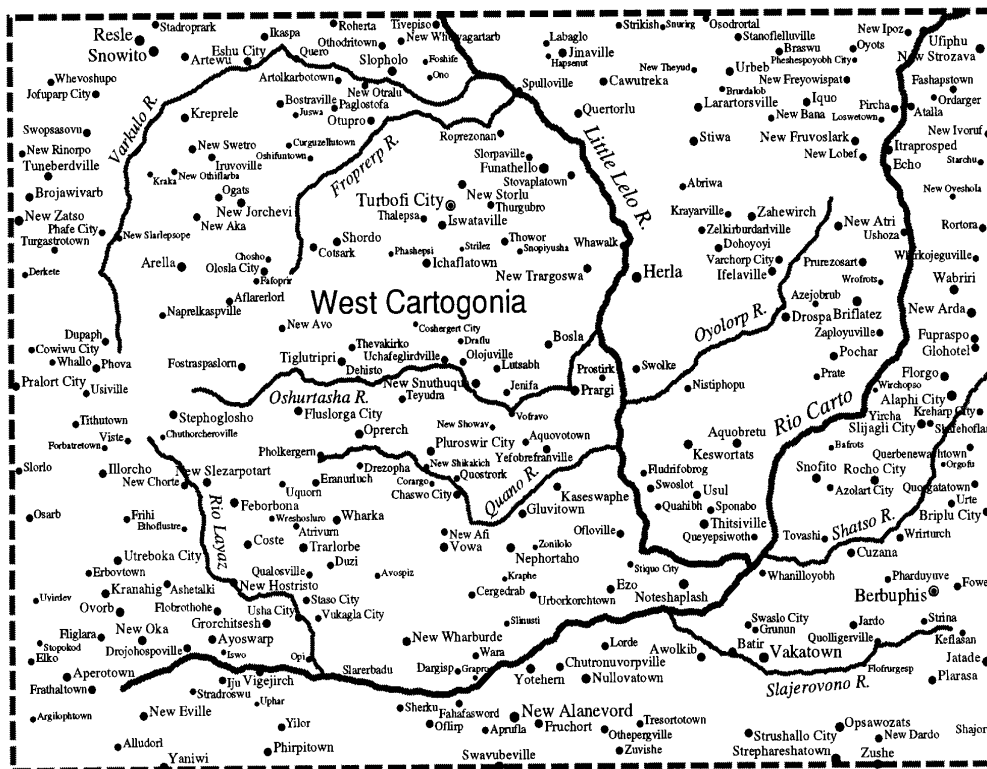 Resle
Snowito
Stadroprark
Ikaspa
Roherta
Tivepiso
Othodritown
Labaglo
Jinaville
Hapsenut
Strikish
Snurirg
Osodrortal
Stanoflelluville
Braswu
Pheshespoyohb City
New Ipoz
Oyots
Ufiphu
New Strozava
Whevoshupo
Jofuparp City
Artewu
Eshu City
Quero
Slopholo
Foshife
Ono
Artolkarbotown
New Otralu
Spulloville
Cawutreka
New Theyud
Urbeb
New Freyowispat
Brurdalob
Larartorsville
Iquo
Fashapstown
Ordarger
Kreprele
Bostraville
Juswa
Paglostofa
Otupro
Quertorlu
New Bana
Pircha
Loswetown
Atalla
Swopsasovu
Varkulo R.
Roprezonan
Little Lelo R.
Stiwa
New Fruvoslark
New Ivoruf
Itraprosped
New Rinorpo
Tuneberdville
New Swetro
Iruvoville
Curguzelltutown
Oshifuntown
Froprerp R.
Slorpaville
Funathello
Stovaplatown
New Lobef
Echo
Starchu
Kraka
New Othiflarba
Brojawivarb
Ogats
New Jorchevi
Turbofi City
New Storlu
Thurgubro
Abriwa
New Oveshola
New Zatso
Phafe City
New Aka
Thalepsa
Iswataville
Krayarville
Zahewirch
New Atri
Rortora
Turgastrotown
New Slarlepsope
Shordo
Cotsark
Phashepsi
Strilez
Thowor
Snopiyusha
Whawalk
Zelkirburdarville
Dohoyoyi
Ushoza
Derkete
Arella
Chosho
Olosla City
Pafoprir
Ichaflatown
New Trargoswa
Herla
Varchorp City
Ifelaville
Prurezosart
Wrofrots
Wabriri
Aflarerlorl
Naprelkaspville
West Cartogonia
Azejobrub
Drospa
Briflatez
New Arda
New Avo
Coshergert City
Draflu
Oyolorp R.
Zaployuville
Fupraspo
Glohotel
Dupaph
Cowiwu City
Whallo
Phova
Fostraspaslorn
Tiglutripri
Thevakirko
Uchafeglirdville
Olojuville
Bosla
Pochar
Dehisto
Lutsabh
Prostirk
Swolke
Prate
Florgo
Pralort City
Usiville
Oshurtasha R.
New Snuthuqu
Teyudra
Jenifa
Prargi
Nistiphopu
Wirchopso
Alaphi City
Tithutown
Stephoglosho
Fluslorga City
Vofravo
Rio Carto
Yircha
Kreharp City
Slijagli City
Forbatretown
Viste
Chuthorcheroville
Oprerch
New Showav
Pluroswir City
Aquovotown
Yefobrefranville
Aquobretu
Keswortats
Bafrots
Slorlo
Illorcho
New Chorte
New Slezarpotart
Pholkergern
Drezopha
New Shikakich
Quostrork
Corargo
Chaswo City
Quano R.
Fludrifobrog
Swoslot
Snofito
Rocho City
Orgofu
Eranurluch
Uquorn
Kaseswaphe
Usul
Azolart City
Osarb
Rio Layaz
Feborbona
Wreshosluro
Wharka
Gluvitown
Quahibh
Sponabo
Urte
Briplu City
Frihi
Bhoflustre
Atrivurn
New Afi
Vowa
Ofloville
Thitsiville
Queyepsiwoth
Tovashi
Shatso R.
Wrirturch
Utreboka City
Coste
Trarlorbe
Duzi
Zonilolo
Nephortaho
Stiquo City
Cuzana
Erbovtown
Qualosville
Avospiz
Kraphe
Whanilloyobh
Pharduyuve
Uvirdev
Kranahig
Ashetalki
New Hostristo
Staso City
Cergedrab
Urborkorchtown
Ezo
Noteshaplash
Berbuphis
Ovorb
Flobrothohe
Grorchitsesh
Usha City
Vukagla City
Slinusti
Swaslo City
Grunun
Jardo
Strina
Fliglara
Stopokod
Elko
New Oka
Drojohospoville
Ayoswarp
Iswo
Opi
New Wharburde
Wara
Lorde
Awolkib
Batir
Vakatown
Quolligerville
Keflasan
Jatade
Aperotown
Frathaltown
Iju
Vigejirch
Stradroswu
Slarerbadu
Dargisp
Grapro
Yotehern
Chutronuvorpville
Nullovatown
Slajerovono R.
Flofrurgesp
Plarasa
Argilophtown
New Eville
Uphar
Yilor
Sherku
Fahafasword
Oflirp
Aprufla
New Alanevord
Fruchort
Tresortotown
Othepergville
Opsawozats
New Dardo
Alludorl
Yaniwi
Phirpitown
Swavubeville
Zuvishe
Strushallo City
Strephareshatown
Zushe